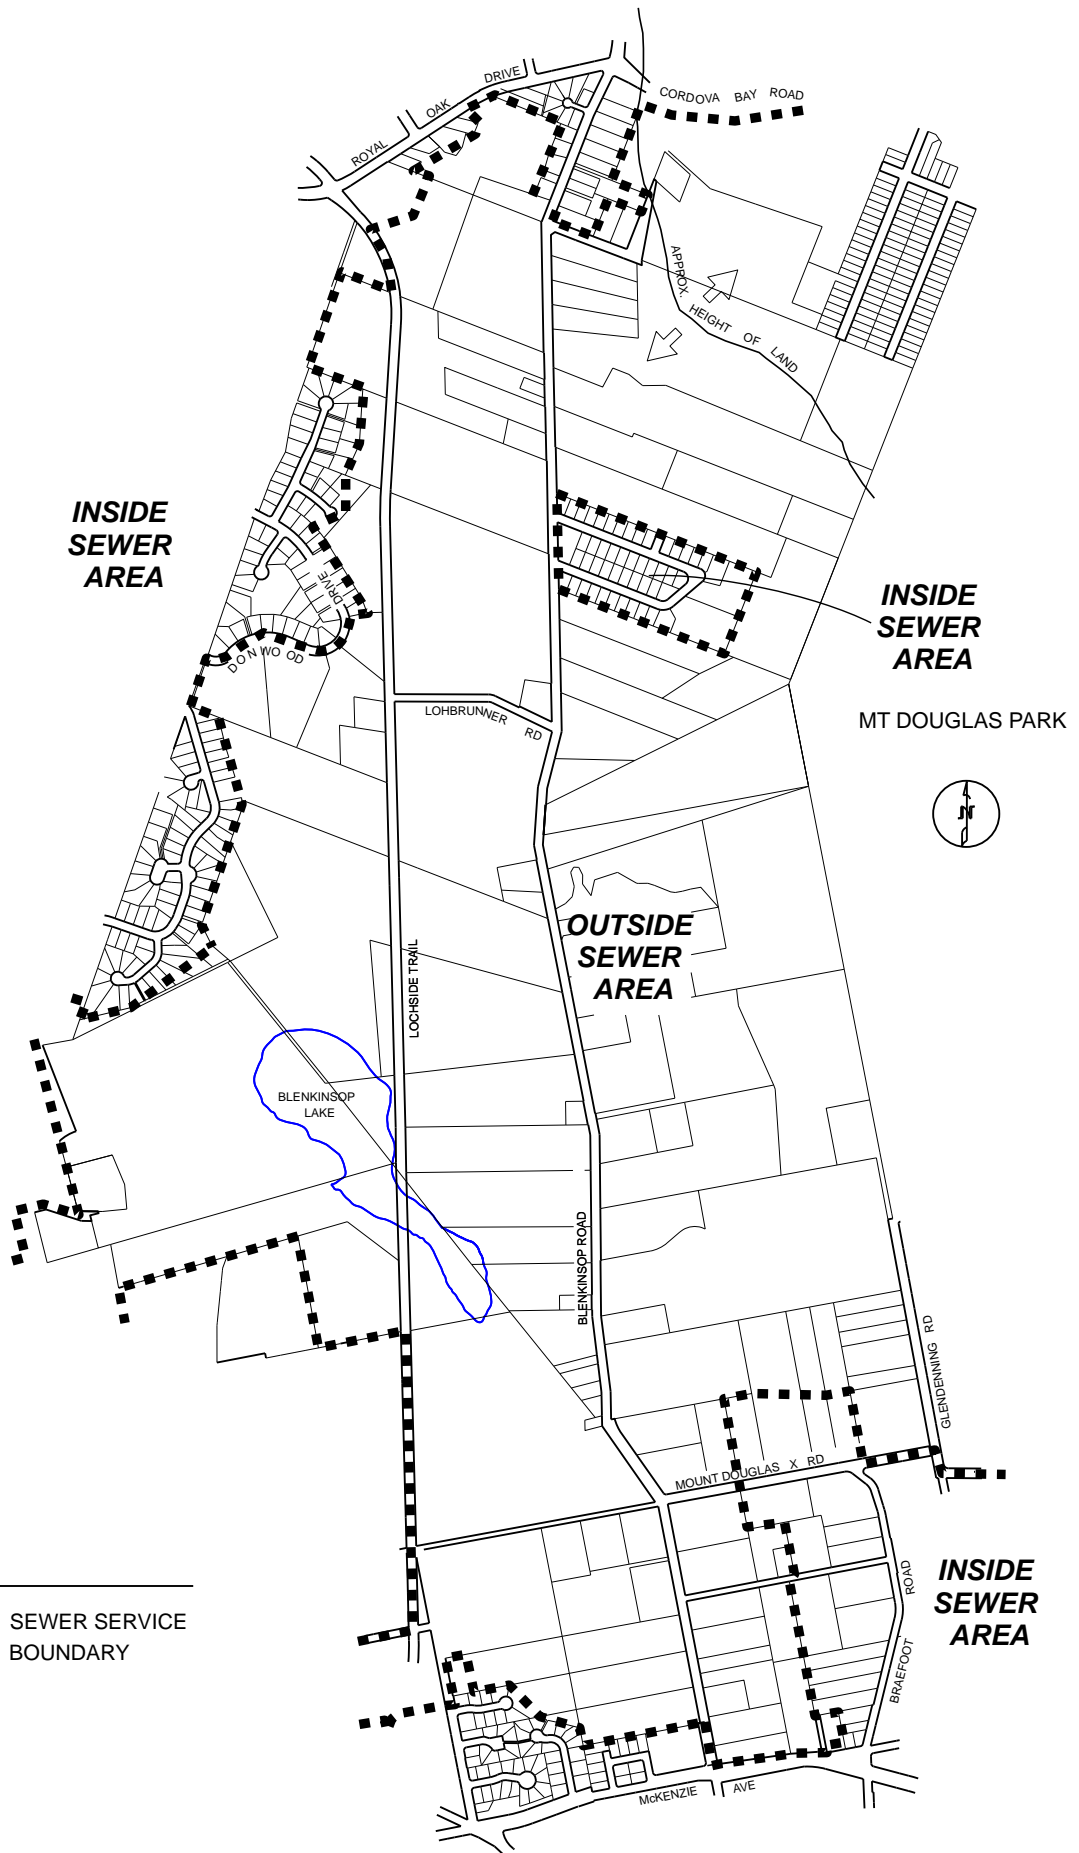 ROYAL OAK DRIVE
CORDOVA BAY ROAD
APPROX. HEIGHT OF LAND
INSIDE
SEWER
AREA
DRIVE
DONWOOD
INSIDE
SEWER
AREA
LOHBRUNNER RD
MT DOUGLAS PARK
N
OUTSIDE
SEWER
AREA
LOCHSIDE TRAIL
BLENKINSOP
LAKE
BLENKINSOP ROAD
GLENDENNING RD
MOUNT DOUGLAS X RD
INSIDE
SEWER
AREA
BRAEFOOT ROAD
SEWER SERVICE
BOUNDARY
McKENZIE AVE